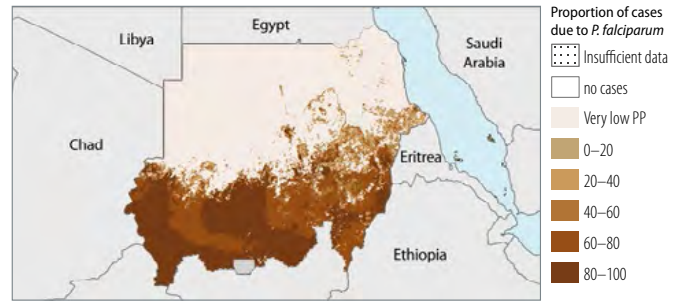 Libya
Egypt
Saudi
Arabia
Chad
Eritrea
Ethiopia
Proportion of cases
due to P. falciparum
Insufficient data
no cases
Very low PP
0–20
20–40
40–60
60–80
80–100